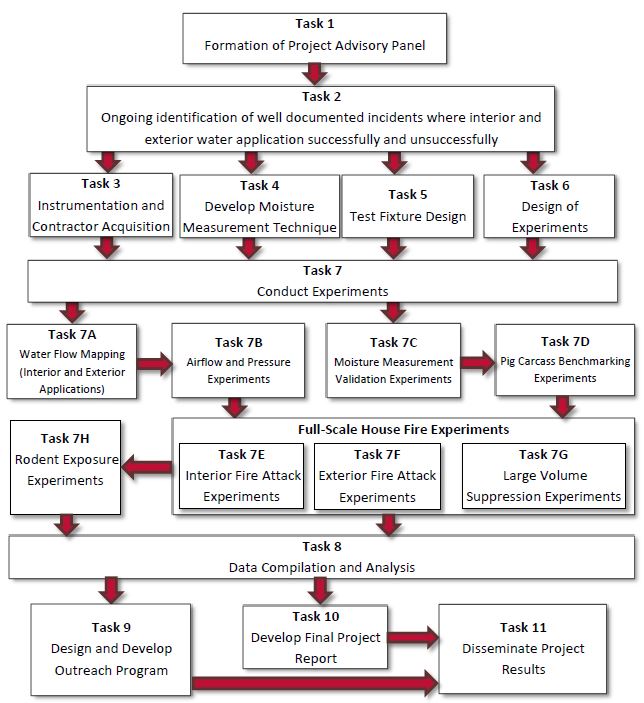 Task 1
Formation of Project Advisory Panel
Task 2
Ongoing identification of well documented incidents where interior and
exterior water application successfully and unsuccessfully
Task 3
Instrumentation and
Contractor Acquisition
Task 4
Develop Moisture
Measurement Technique
Task 5
Test Fixture Design
Task 6
Design of
Experiments
Task 7
Conduct Experiments
Task 7A
Water Flow Mapping
(Interior and Exterior
Applications)
Task 7B
Airflow and Pressure
Experiments
Task 7C
Moisture Measurement
Validation Experiments
Task 7D
Pig Carcass Benchmarking
Experiments
Task 7H
Rodent Exposure
Experiments
Full-Scale House Fire Experiments
Task 7E
Interior Fire Attack
Experiments
Task 7F
Exterior Fire Attack
Experiments
Task 7G
Large Volume
Suppression Experiments
Task 8
Data Compilation and Analysis
Task 9
Design and Develop
Outreach Program
Task 10
Develop Final Project
Report
Task 11
Disseminate Project
Results